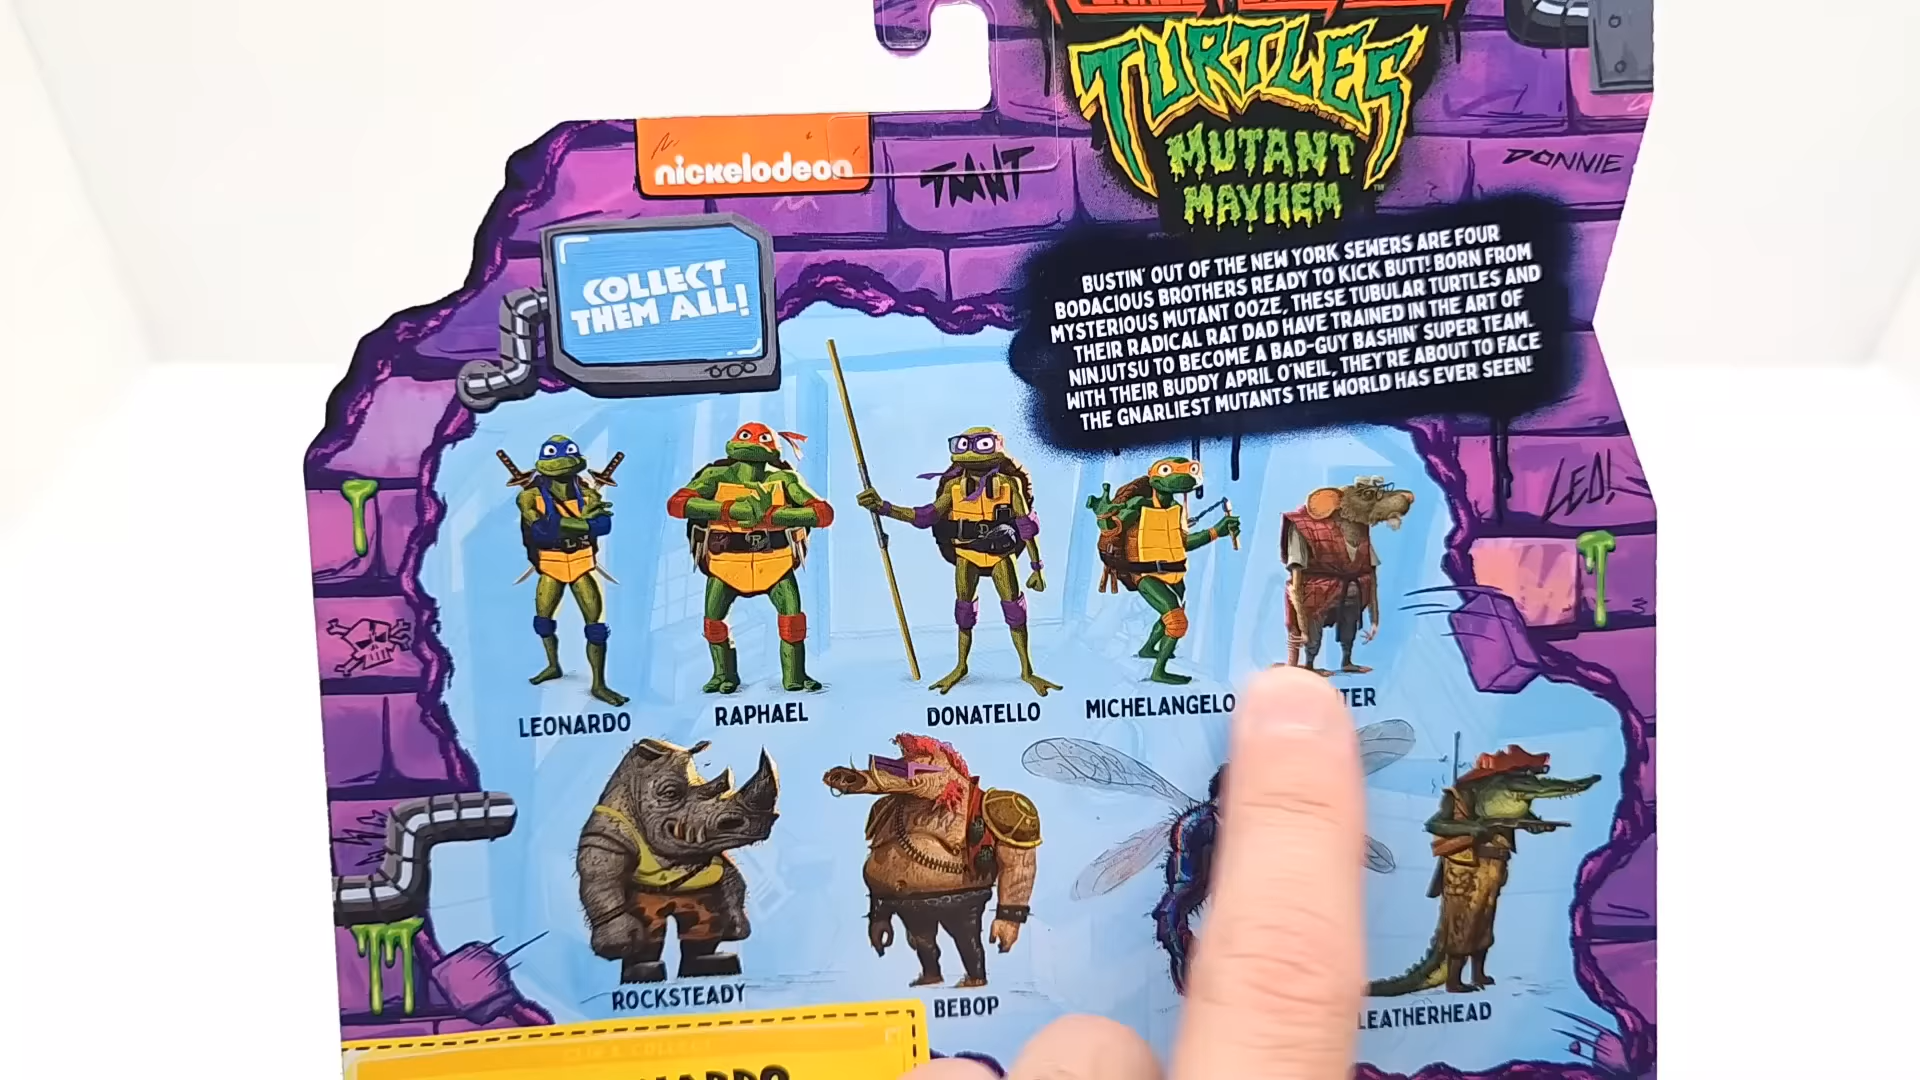 TURTLES
MUTANT
MAYHEM
TM
nickelodeon
TMNT
DONNIE
COLLECT
THEM ALL!
BUSTIN' OUT OF THE NEW YORK SEWERS ARE FOUR
BODACIOUS BROTHERS READY TO KICK BUTT! BORN FROM
MYSTERIOUS MUTANT OOZE, THESE TUBULAR TURTLES AND
THEIR RADICAL RAT DAD HAVE TRAINED IN THE ART OF
NINJUTSU TO BECOME A BAD-GUY BASHIN' SUPER TEAM.
WITH THEIR BUDDY APRIL O'NEIL, THEY'RE ABOUT TO FACE
THE GNARLIEST MUTANTS THE WORLD HAS EVER SEEN!
LEO!
LEONARDO
RAPHAEL
DONATELLO
MICHELANGELO
ROCKSTEADY
BEBOP
LEATHERHEAD